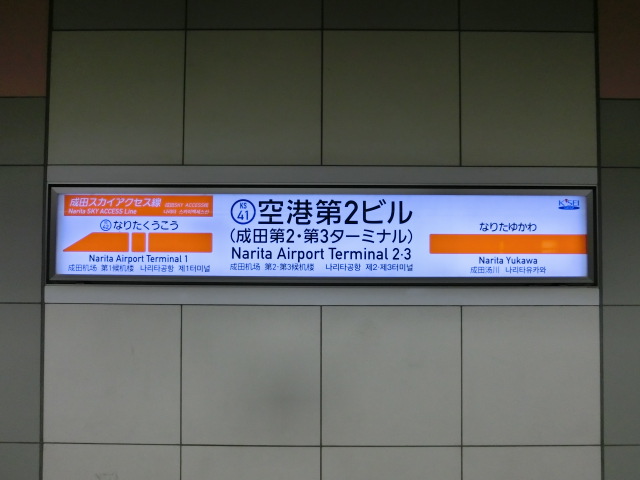 成田スカイアクセス線
Narita SKY ACCESS Line
なりたくうこう
Narita Airport Terminal 1
成田机场 第1候机楼 나리타공항 제1터미널
KS
41
空港第2ビル
(成田第2・第3ターミナル)
Narita Airport Terminal 2·3
成田机场 第2·第3候机楼 나리타공항 제2·제3터미널
KSEI
なりたゆかわ
Narita Yukawa
成田汤川 나리타유카와